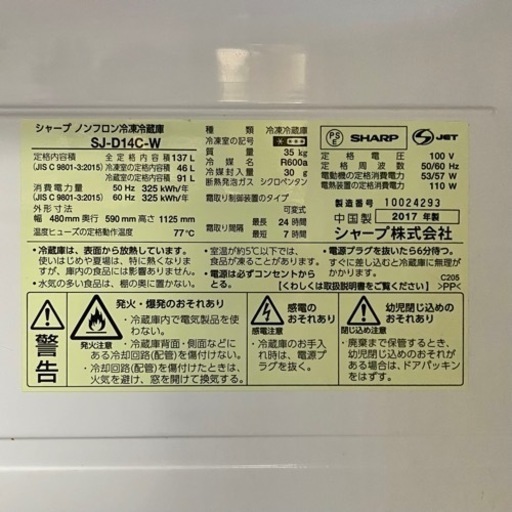 シャープ ノンフロン冷凍冷蔵庫
SJ-D14C-W
定格内容積 全定格内容積 137 L
(JIS C 9801-3:2015) 冷凍室の定格内容積 46 L
冷蔵室の定格内容積 91 L
消費電力量 50 Hz 325 kWh/年
(JIS C 9801-3:2015) 60 Hz 325 kWh/年
外形寸法
幅 480mm 奥行 590mm 高さ 1125 mm
温度ヒューズの定格動作温度 77℃
種類 冷凍冷蔵庫
冷凍室の記号
質量 35 kg
冷媒 R600a
冷媒封入量 30 g
断熱発泡ガス シクロペンタン
霜取り制御装置のタイプ
可変式
霜取り間隔 最大 24 時間
最短 7 時間
PSE SHARP S JET
定格電圧 100 V
定格周波数 50/60 Hz
電動機の定格消費電力 53/57 W
電熱装置の定格消費電力 110 W
製造番号 10024293
中国製 2017 年製
シャープ株式会社
・冷蔵庫は、表面から放熱しています。
使いはじめや夏場は、特に熱くなりますが、庫内の食品には影響ありません。
・水気の多い食品は、棚の奥に置かない。
・室温が約5℃以下では、
食品が凍ることがあります。
・電源は必ずコンセントから
とる。
・電源プラグを抜いたら6分待つ。
すぐに差し込むと冷蔵庫に無理が
かかります。
【くわしくは取扱説明書をご覧ください】
C205
>PP<
警告
発火注意
発火・爆発のおそれあり
・冷蔵庫内で電気製品を使
わない。
・冷蔵庫背面・側面などに
ある冷却回路(配管)を傷付けない。
・冷却回路(配管)を傷付けたときは、
火気を避け、窓を開けて換気する。
感電注意
感電の
おそれあり
・冷蔵庫のお手入
れ時は、電源プラ
グを抜く。
閉じ込め注意
幼児閉じ込めの
おそれあり
・廃棄まで保管するとき、
幼児閉じ込めのおそれが
ある場合は、ドアパッキン
をはずす。